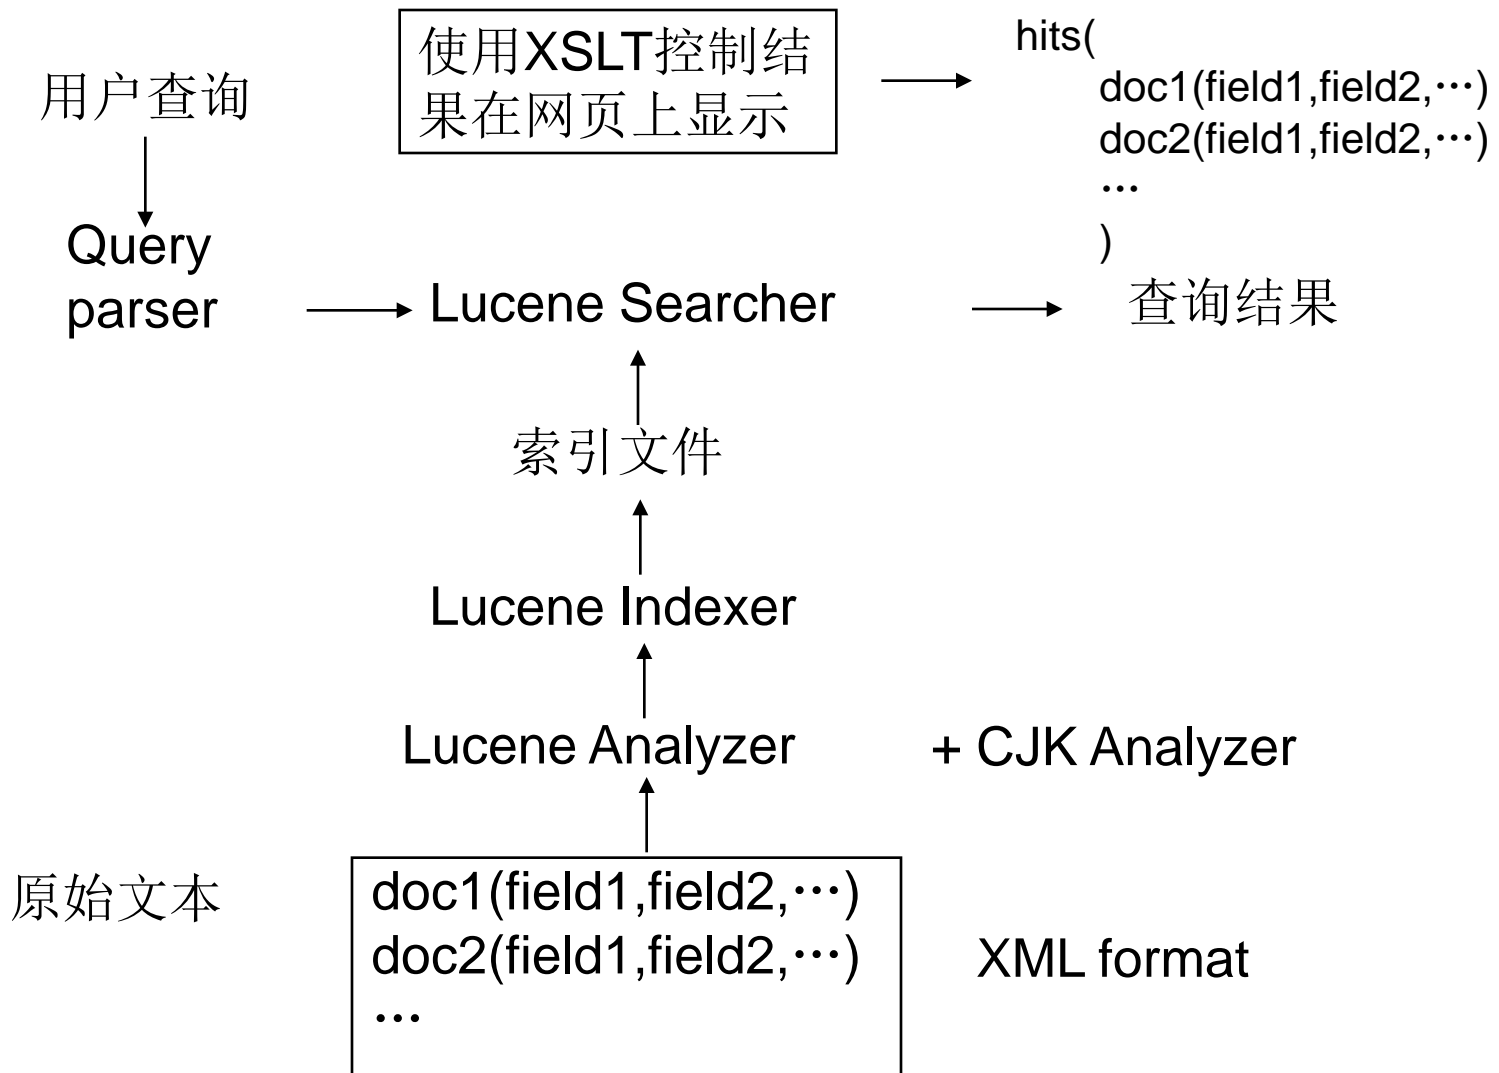 用户查询
使用XSLT控制结
果在网页上显示
hits(
doc1(field1,field2,…)
doc2(field1,field2,…)
…
)
Query
parser
Lucene Searcher
查询结果
索引文件
Lucene Indexer
Lucene Analyzer
+ CJK Analyzer
原始文本
doc1(field1,field2,…)
doc2(field1,field2,…)
…
XML format